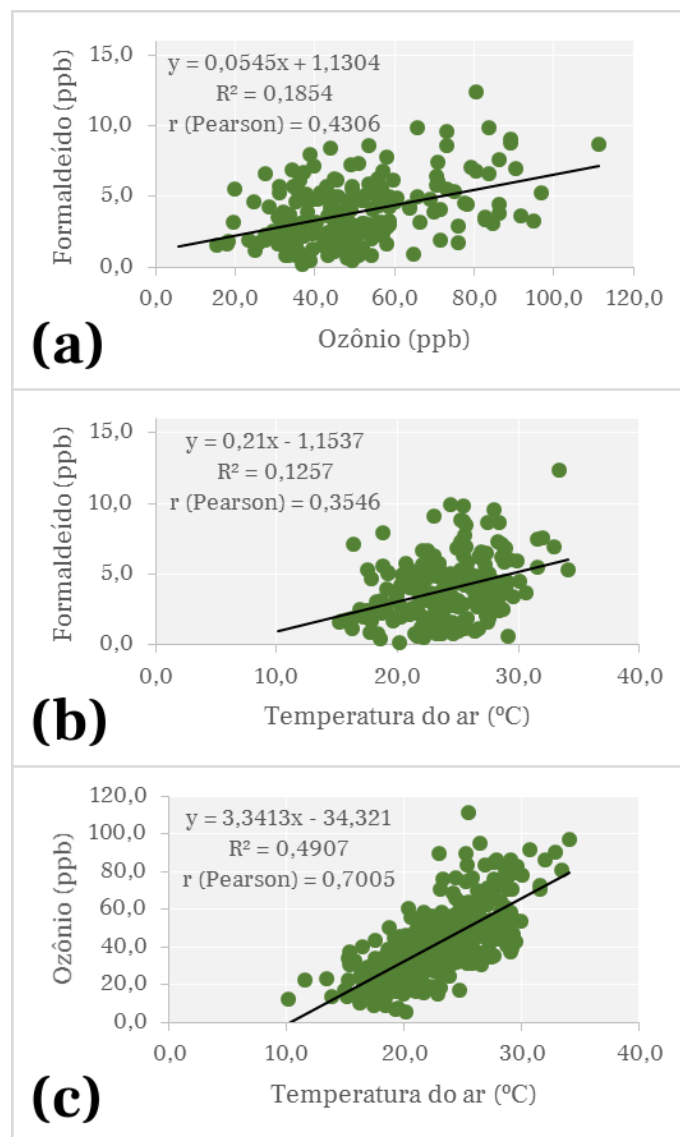 15,0
y = 0,0545x + 1,1304
R² = 0,1854
r (Pearson) = 0,4306
10,0
5,0
0,0
Formaldeído (ppb)
0,0 20,0 40,0 60,0 80,0 100,0 120,0
Ozônio (ppb)
(a)
15,0
y = 0,21x - 1,1537
R² = 0,1257
r (Pearson) = 0,3546
10,0
5,0
0,0
Formaldeído (ppb)
0,0 10,0 20,0 30,0 40,0
Temperatura do ar (ºC)
(b)
120,0
y = 3,3413x - 34,321
100,0
R² = 0,4907
80,0
r (Pearson) = 0,7005
60,0
40,0
20,0
0,0
Ozônio (ppb)
0,0 10,0 20,0 30,0 40,0
Temperatura do ar (ºC)
(c)